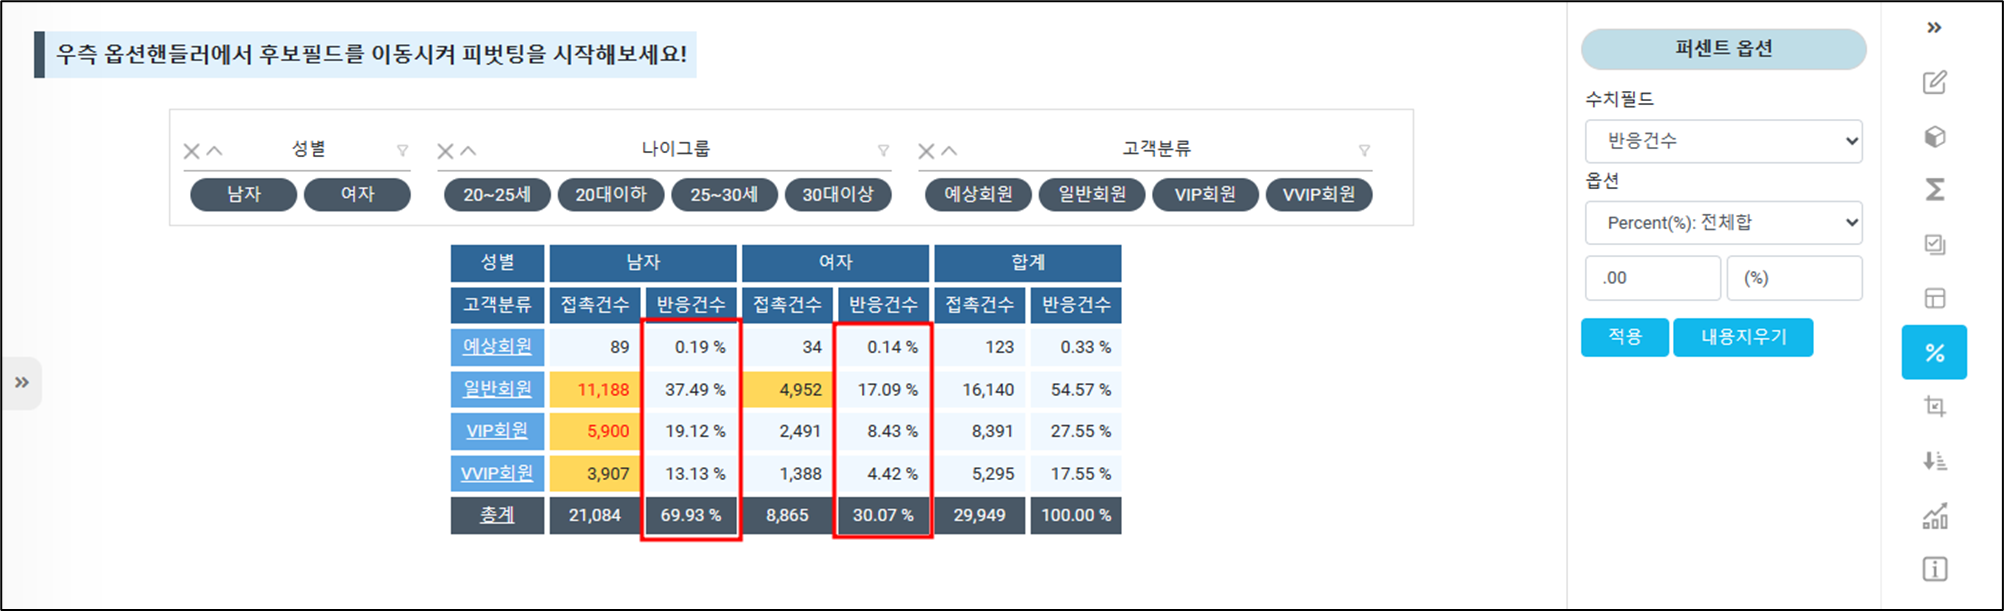 우측 옵션핸들러에서 후보필드를 이동시켜 피벗팅을 시작해보세요!
성별 나이그룹 고객분류
남자 여자 20~25세 20대이하 25~30세 30대이상 예상회원 일반회원 VIP회원 VVIP회원
성별 남자 여자 합계
고객분류 접촉건수 반응건수 접촉건수 반응건수 접촉건수 반응건수
예상회원 89 0.19 % 34 0.14 % 123 0.33 %
일반회원 11,188 37.49 % 4,952 17.09 % 16,140 54.57 %
VIP회원 5,900 19.12 % 2,491 8.43 % 8,391 27.55 %
VVIP회원 3,907 13.13 % 1,388 4.42 % 5,295 17.55 %
총계 21,084 69.93 % 8,865 30.07 % 29,949 100.00 %
퍼센트 옵션
수치필드
반응건수
옵션
Percent(%): 전체합
.00 (%)
적용 내용지우기